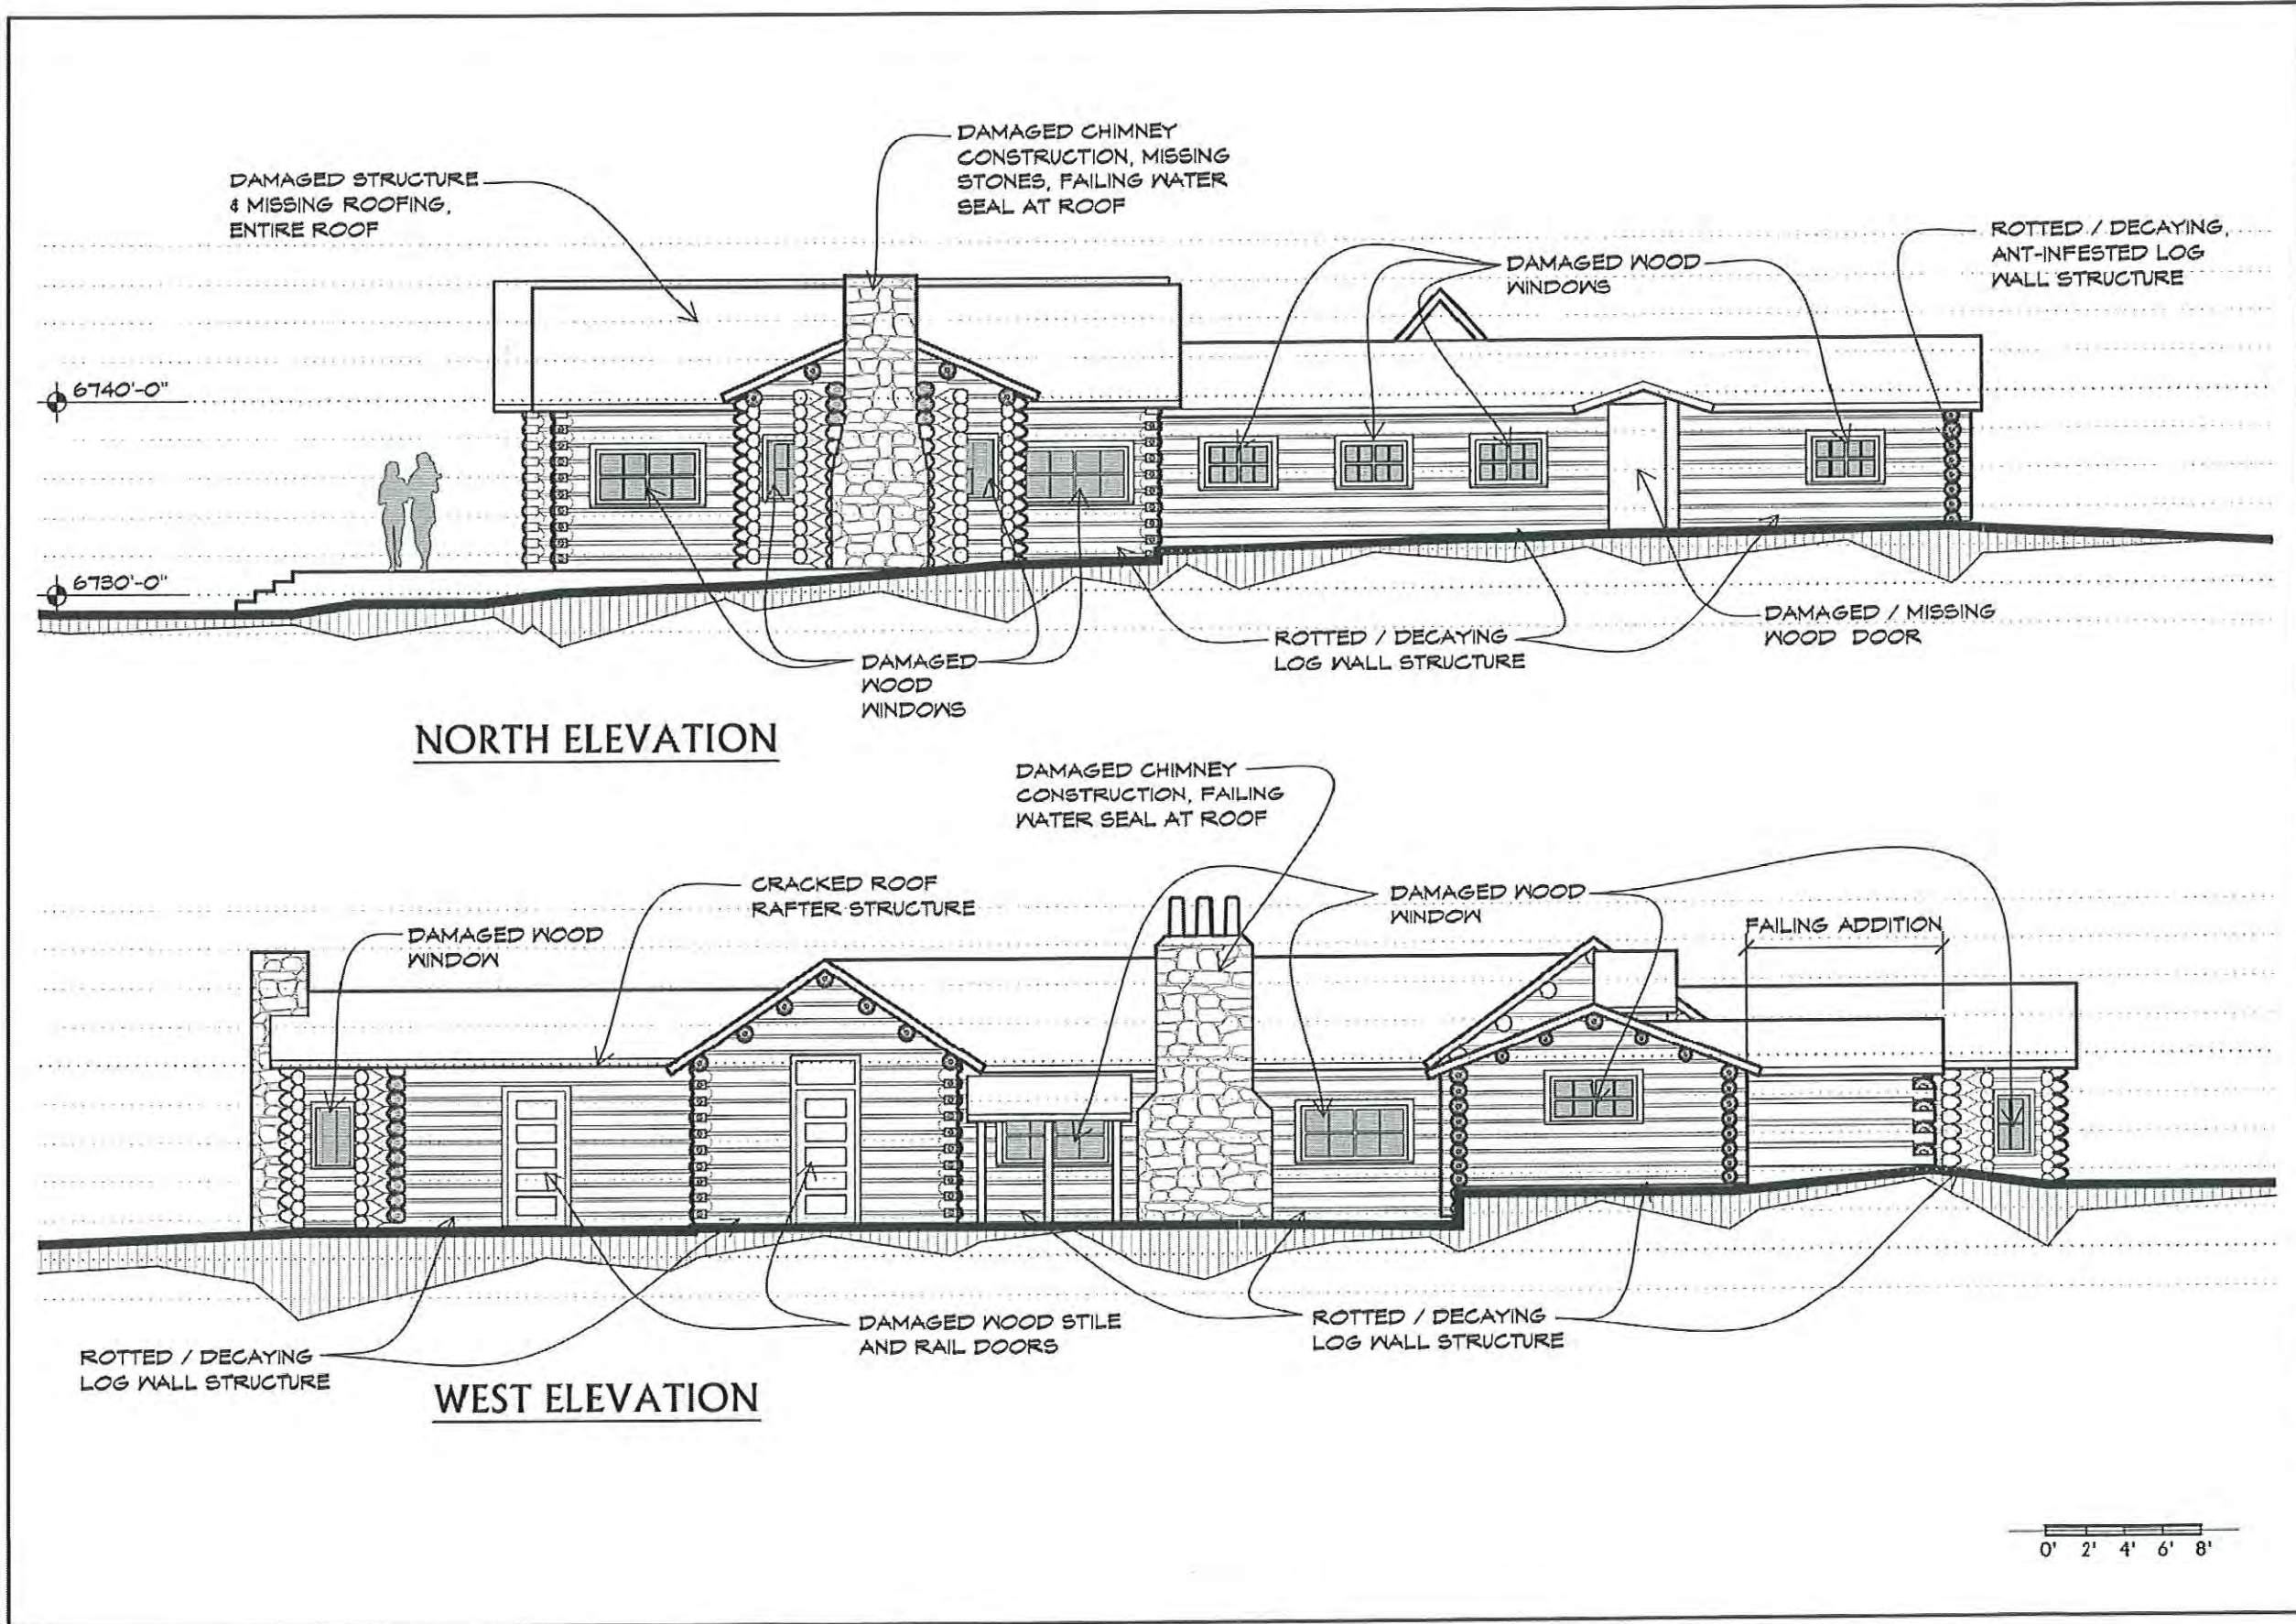 DAMAGED CHIMNEY
CONSTRUCTION, MISSING
STONES, FAILING WATER
SEAL AT ROOF
DAMAGED STRUCTURE
& MISSING ROOFING,
ENTIRE ROOF
ROTTED / DECAYING,
ANT-INFESTED LOG
WALL STRUCTURE
DAMAGED WOOD
WINDOWS
6740'-0"
6730'-0"
DAMAGED / MISSING
WOOD DOOR
ROTTED / DECAYING
LOG WALL STRUCTURE
DAMAGED
WOOD
WINDOWS
NORTH ELEVATION
DAMAGED CHIMNEY
CONSTRUCTION, FAILING
WATER SEAL AT ROOF
CRACKED ROOF
RAFTER STRUCTURE
DAMAGED WOOD
WINDOW
DAMAGED WOOD
WINDOW
FAILING ADDITION
DAMAGED WOOD STILE
AND RAIL DOORS
ROTTED / DECAYING
LOG WALL STRUCTURE
ROTTED / DECAYING
LOG WALL STRUCTURE
WEST ELEVATION
0' 2' 4' 6' 8'